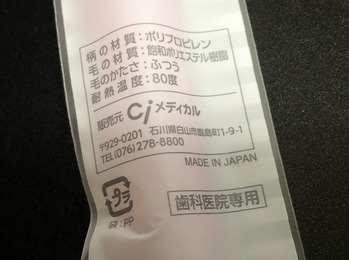 柄の材質：ポリプロピレン
毛の材質：飽和ポリエステル樹脂
毛のかたさ：ふつう
耐熱温度：80度
販売元 Ci メディカル
〒929-0201 石川県白山市鹿島町1-9-1
TEL(076)278-8800
MADE IN JAPAN
プラ
袋：PP
歯科医院専用